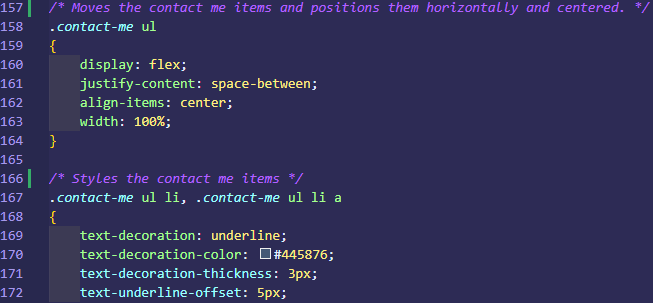 157 /* Moves the contact me items and positions them horizontally and centered. */
158 .contact-me ul
159 {
160     display: flex;
161     justify-content: space-between;
162     align-items: center;
163     width: 100%;
164 }
165
166 /* Styles the contact me items */
167 .contact-me ul li, .contact-me ul li a
168 {
169     text-decoration: underline;
170     text-decoration-color: #445876;
171     text-decoration-thickness: 3px;
172     text-underline-offset: 5px;